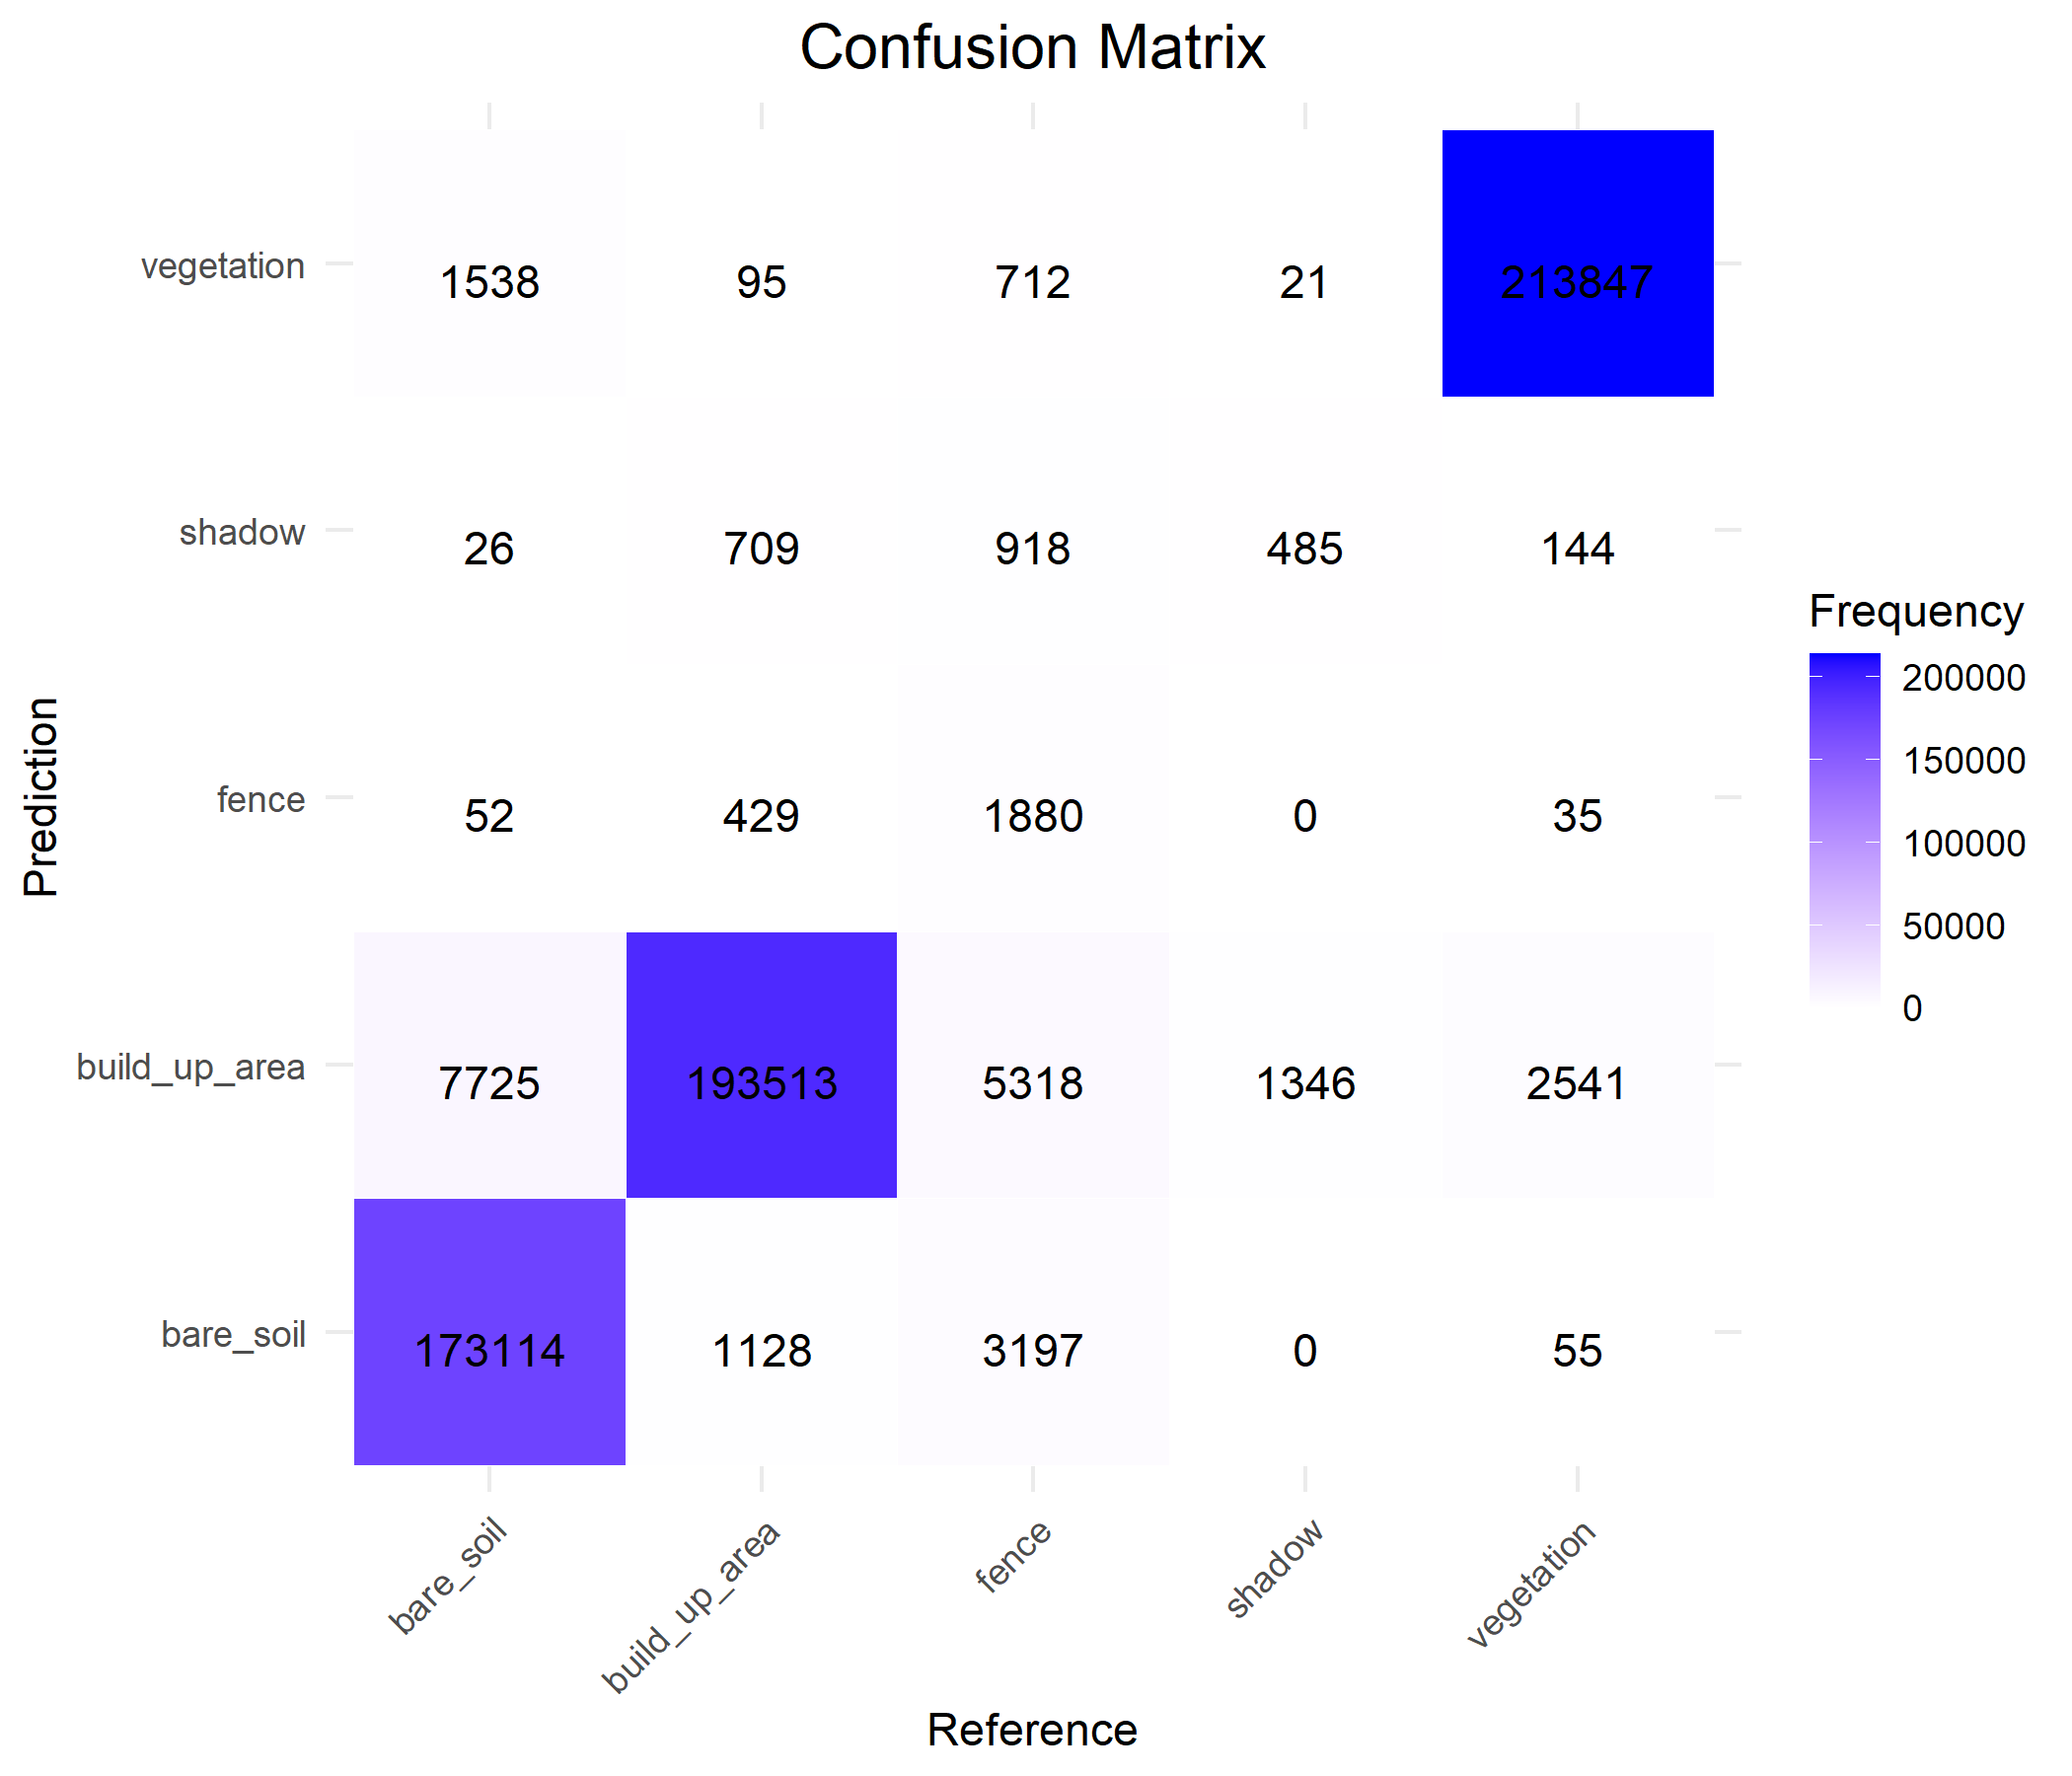 Confusion Matrix
vegetation 1538 95 712 21 213847
shadow 26 709 918 485 144
fence 52 429 1880 0 35
build_up_area 7725 193513 5318 1346 2541
bare_soil 173114 1128 3197 0 55
bare_soil build_up_area fence shadow vegetation
Reference
Prediction
Frequency
200000
150000
100000
50000
0